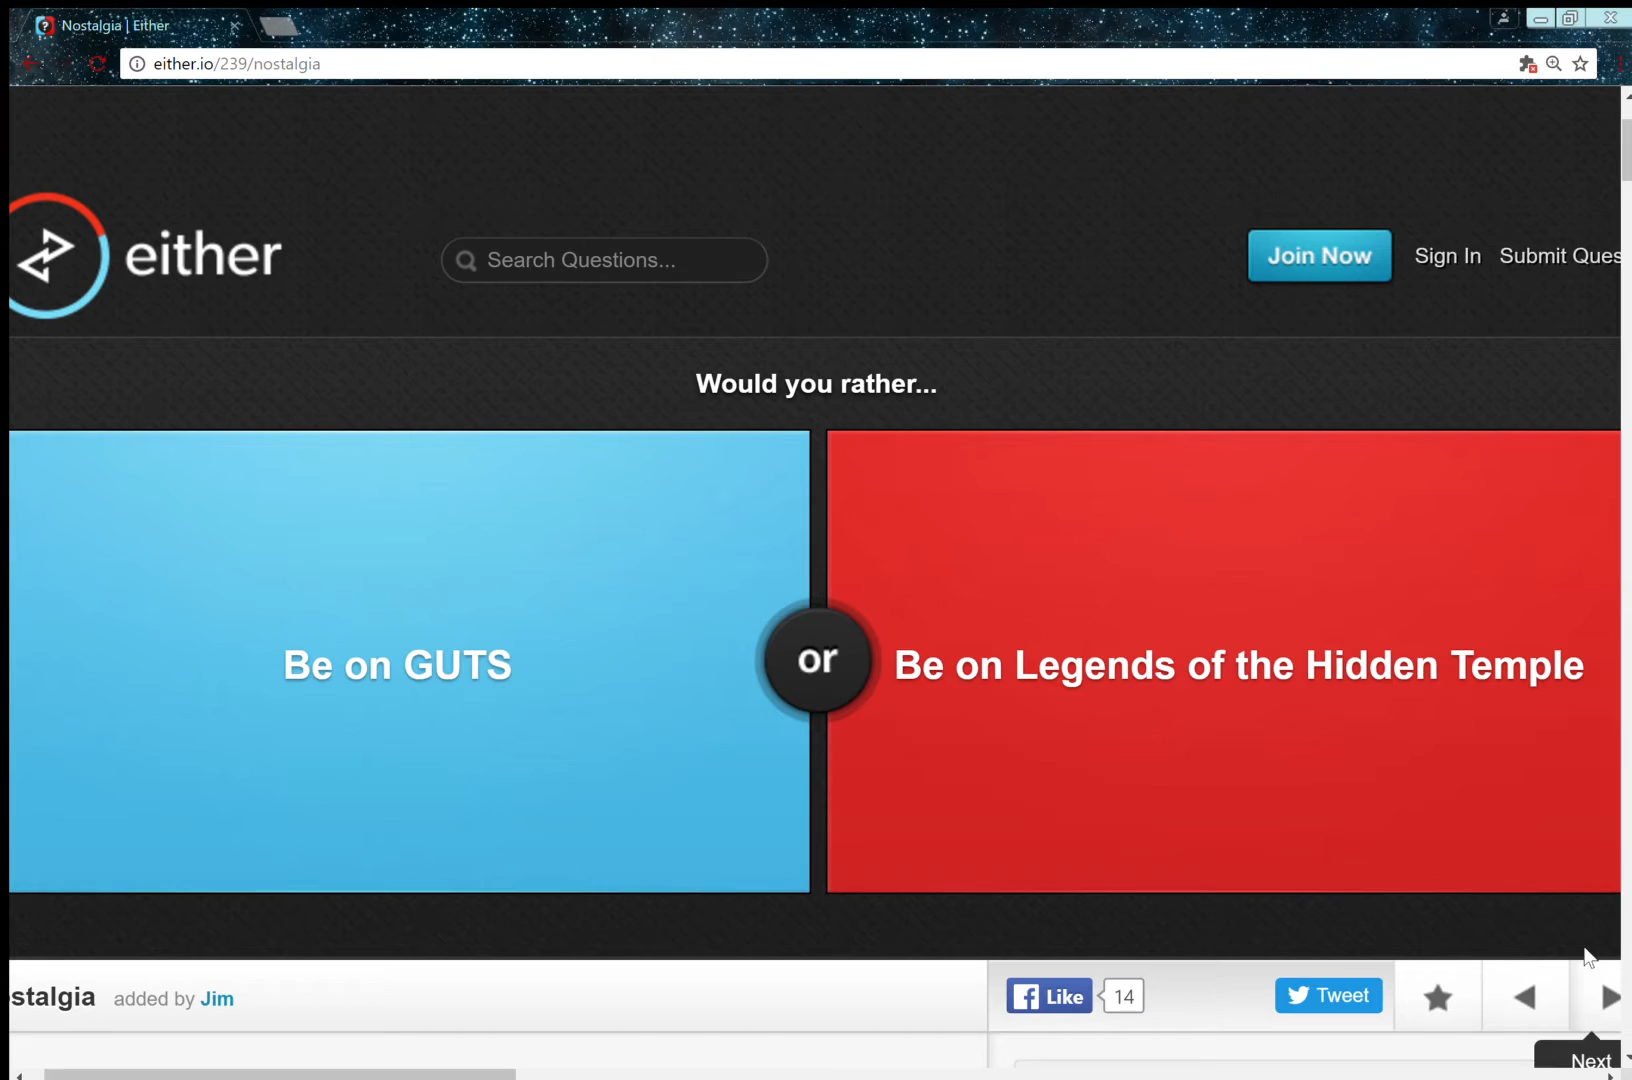 Nostalgia | Either
either.io/239/nostalgia
either
Search Questions...
Join Now
Sign In
Submit Ques
Would you rather...
Be on GUTS
or
Be on Legends of the Hidden Temple
stalgia added by Jim
Like
14
Tweet
Next